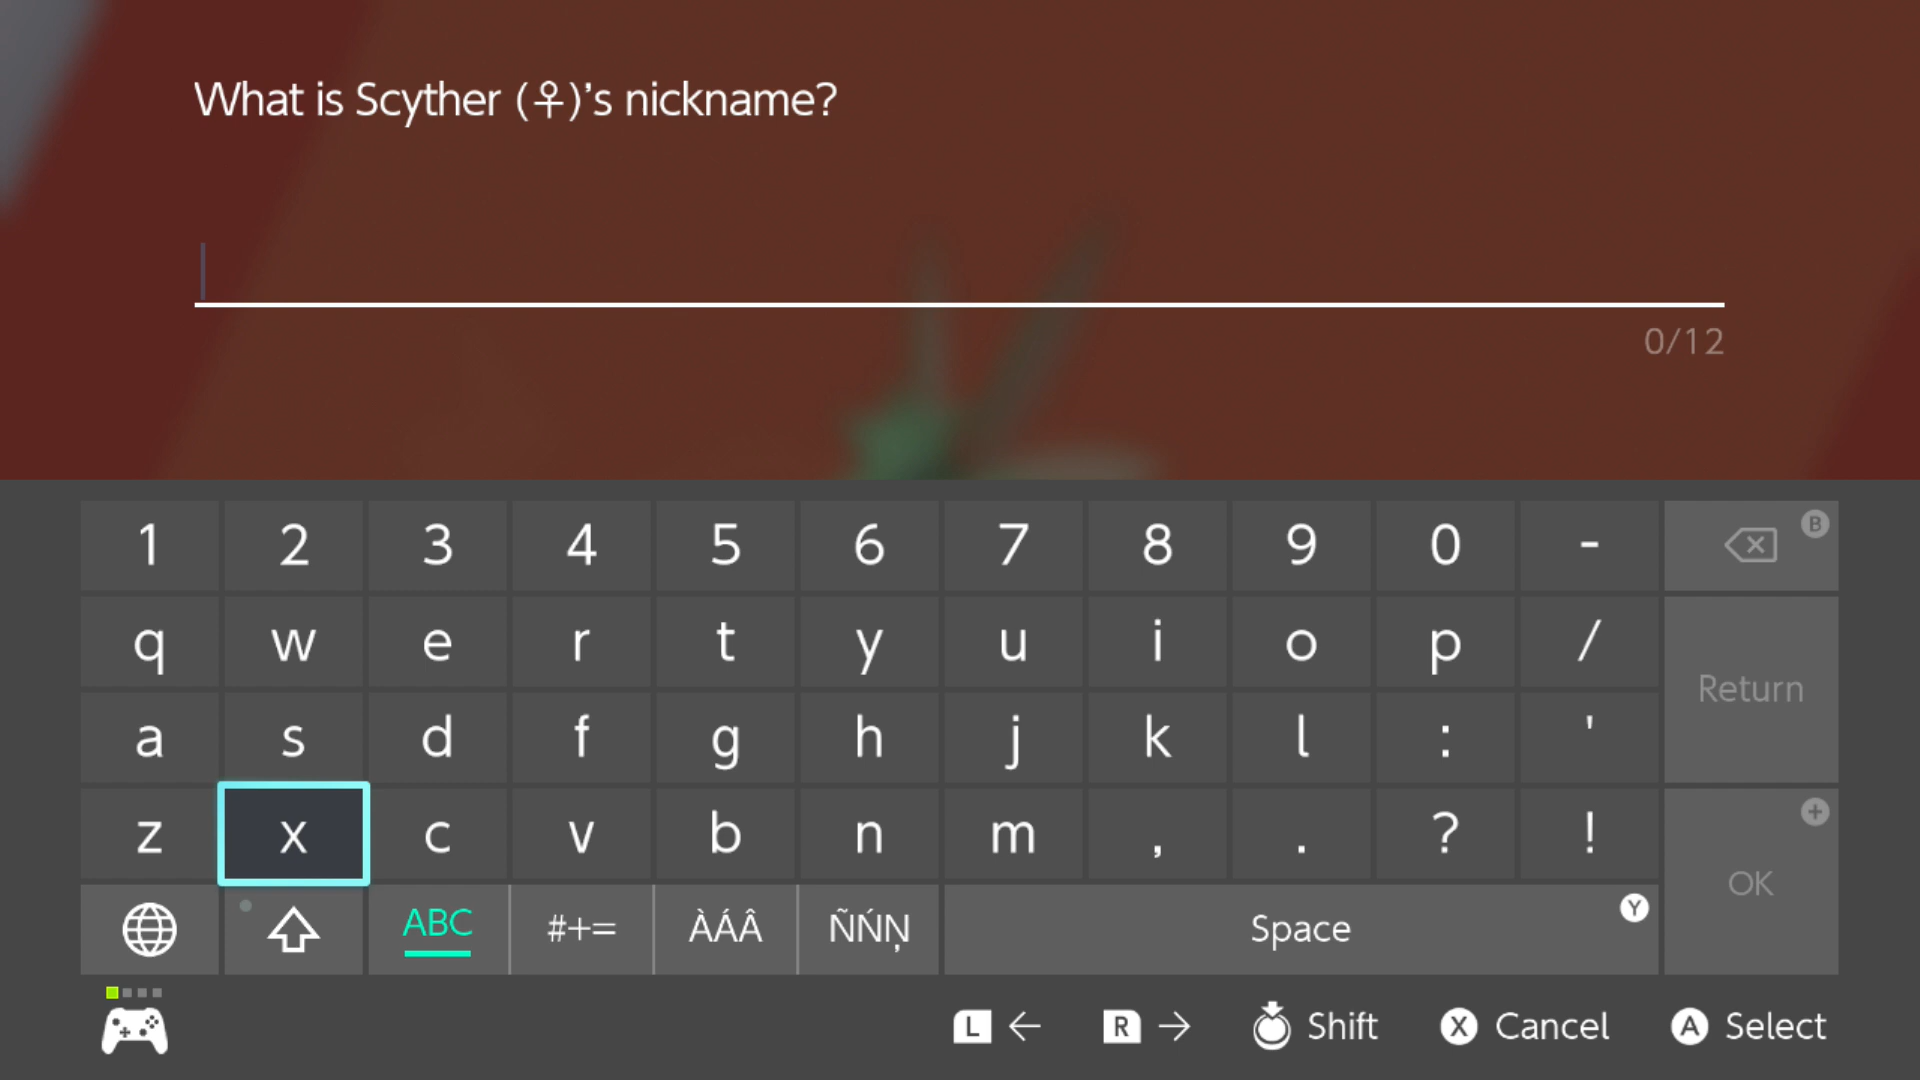 What is Scyther (♀)'s nickname?
0/12
1 2 3 4 5 6 7 8 9 0 - B
q w e r t y u i o p / Return
a s d f g h j k l : '
z x c v b n m , . ? ! + OK
ABC #+= ÀÁÂ ÑŃŅ Space Y
L ← R → Shift X Cancel A Select